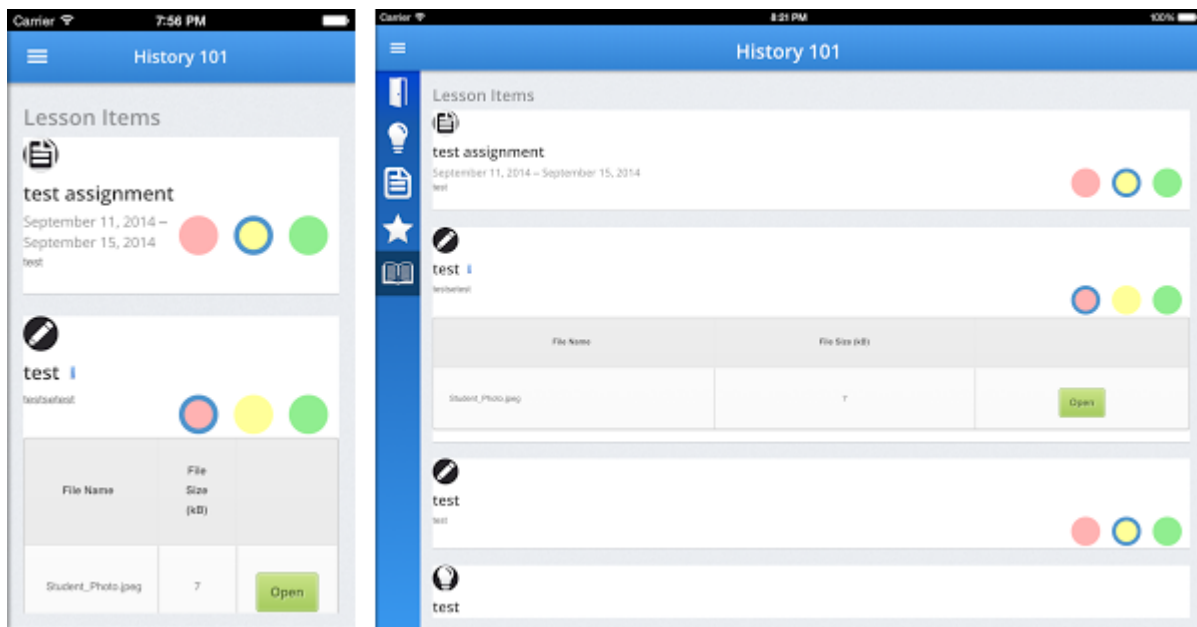 Carrier 7:56 PM
History 101
Lesson Items
test assignment
September 11, 2014 –
September 15, 2014
test
test
testsetest
File Name
File
Size
(kB)
Student_Photo.jpeg
7
Open
Carrier 8:21 PM 100%
History 101
Lesson Items
test assignment
September 11, 2014 – September 15, 2014
test
test
testsetest
File Name File Size (kB)
Student_Photo.jpeg 7 Open
test
test
test